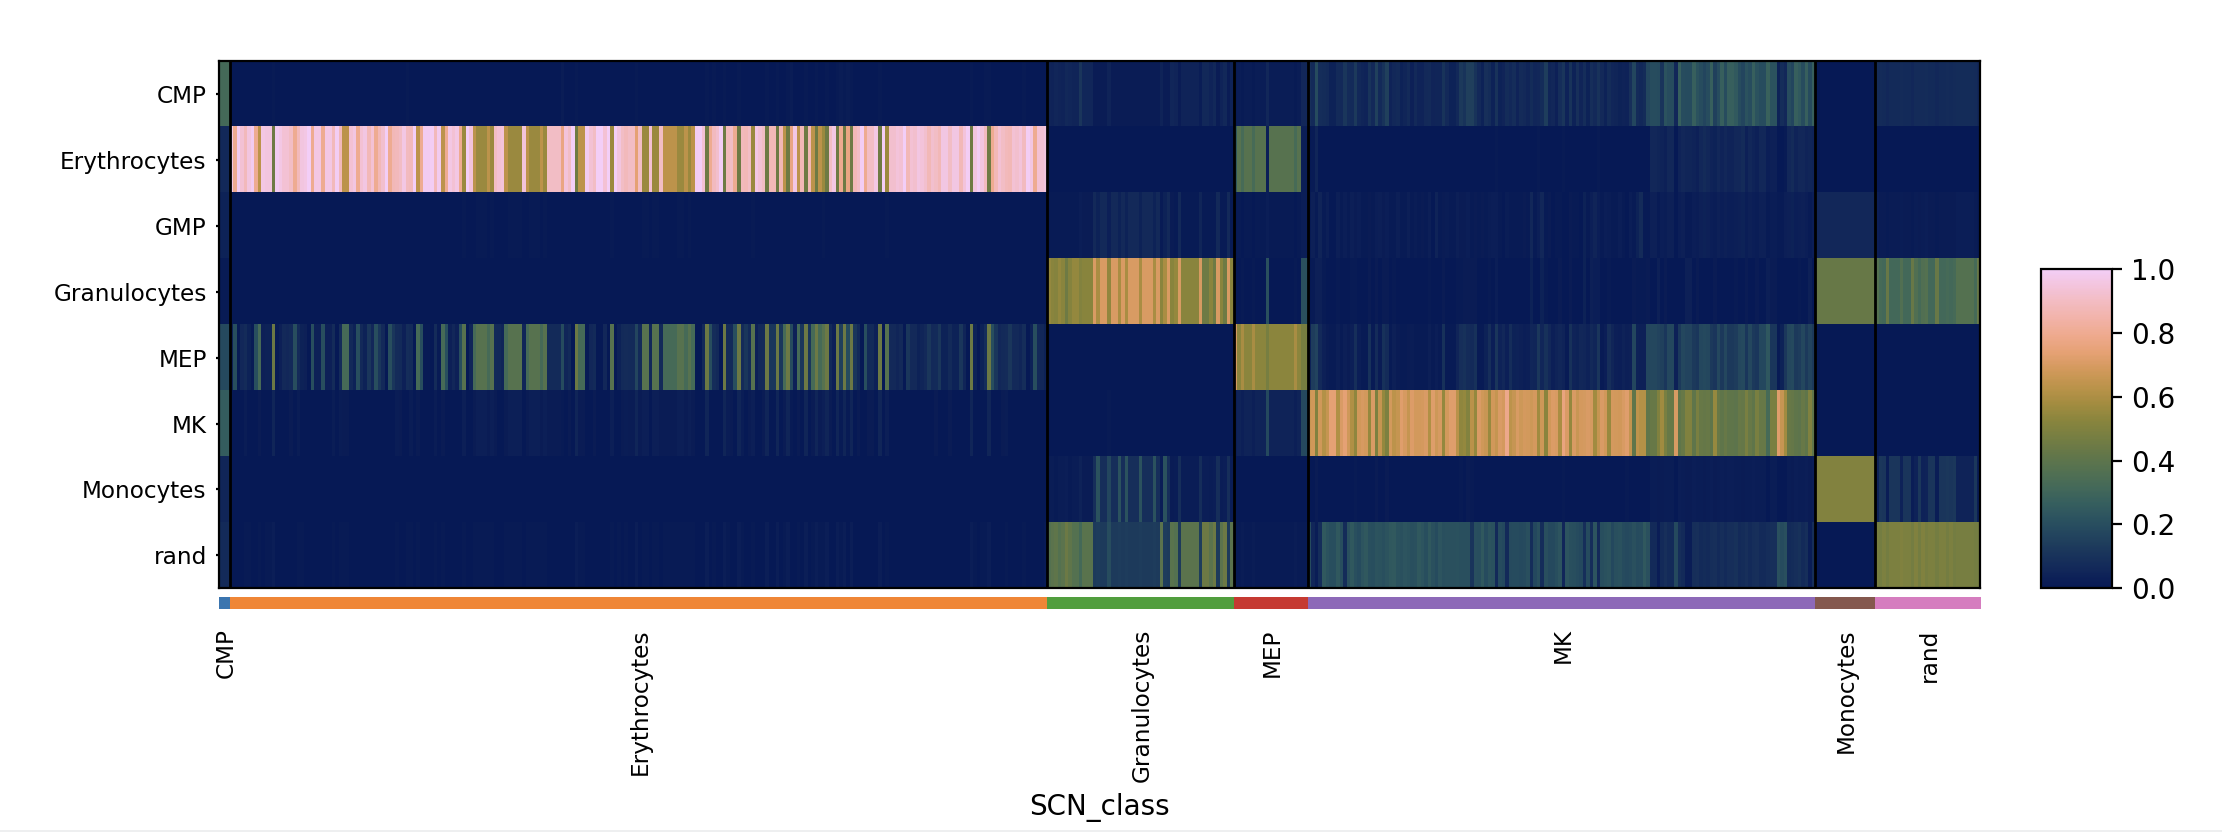 CMP
Erythrocytes
GMP
Granulocytes
MEP
MK
Monocytes
rand
1.0
0.8
0.6
0.4
0.2
0.0
CMP
Erythrocytes
Granulocytes
MEP
MK
Monocytes
rand
SCN_class